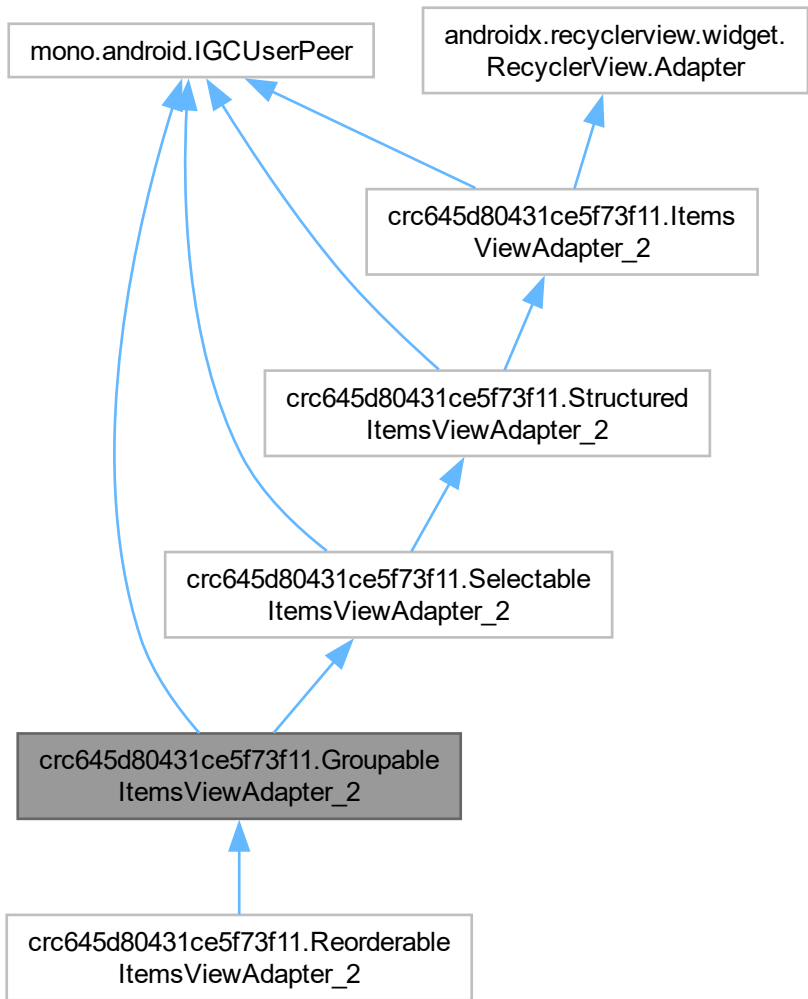 mono.android.IGCUserPeer
androidx.recyclerview.widget.
RecyclerView.Adapter
crc645d80431ce5f73f11.Items
ViewAdapter_2
crc645d80431ce5f73f11.Structured
ItemsViewAdapter_2
crc645d80431ce5f73f11.Selectable
ItemsViewAdapter_2
crc645d80431ce5f73f11.Groupable
ItemsViewAdapter_2
crc645d80431ce5f73f11.Reorderable
ItemsViewAdapter_2